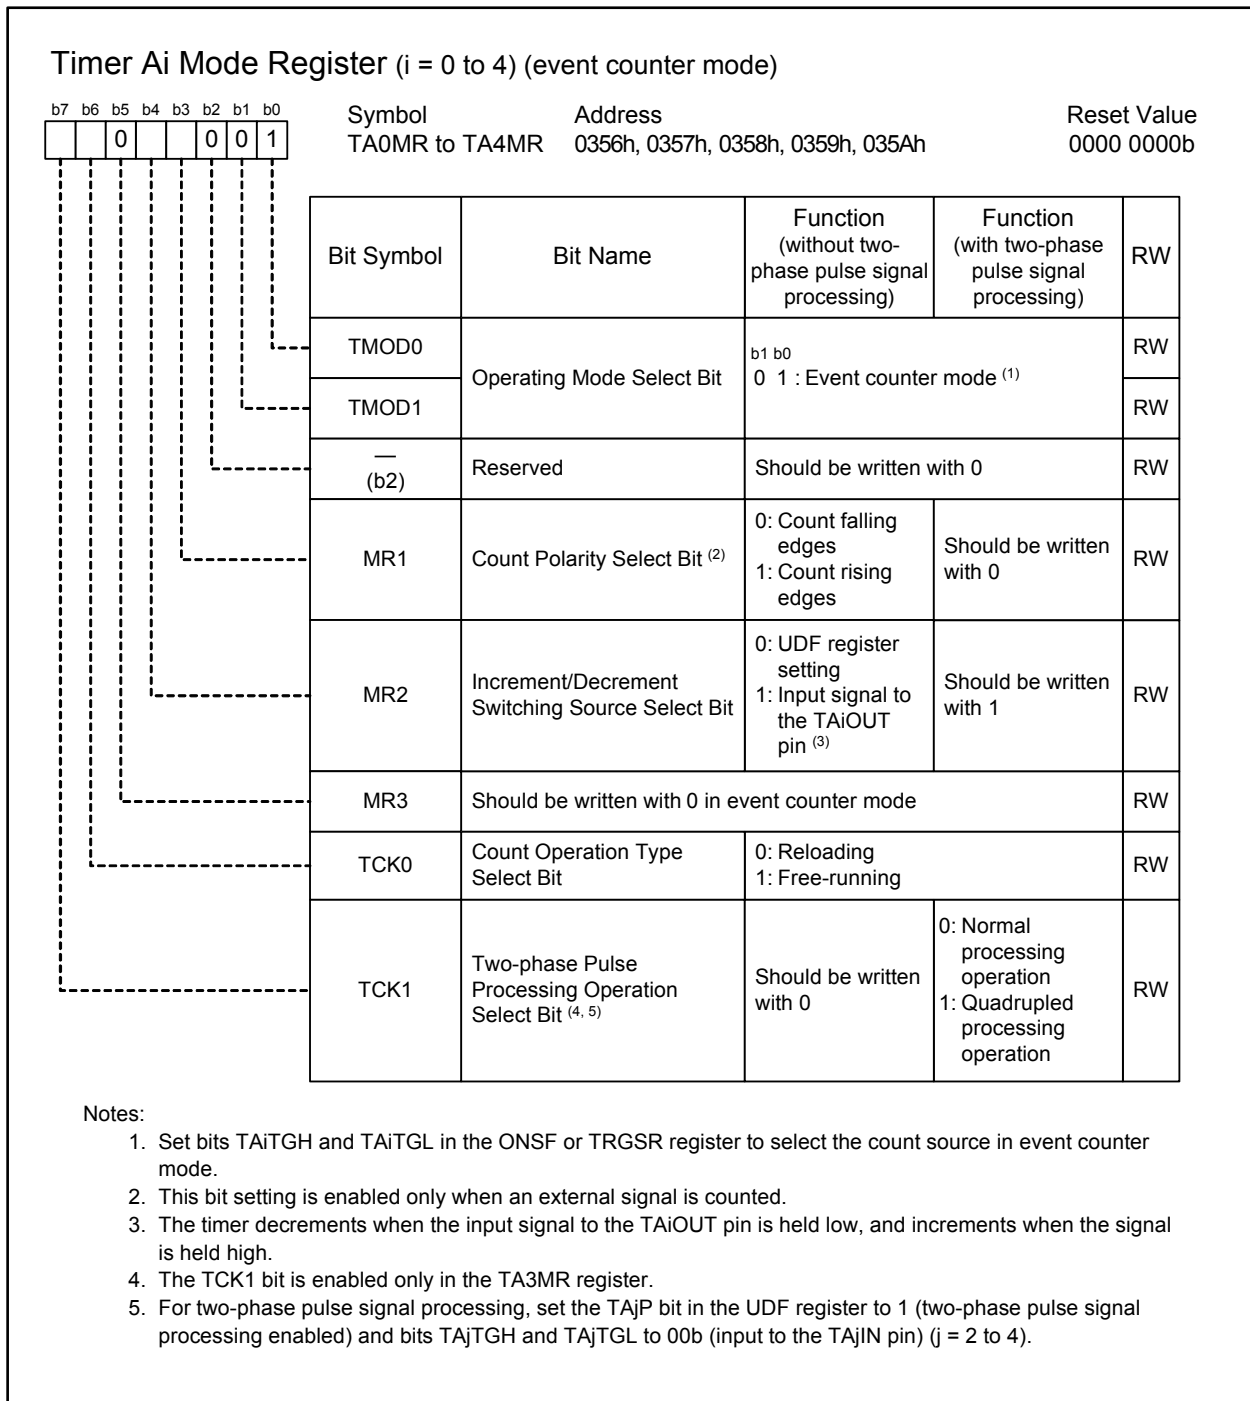 Timer Ai Mode Register (i = 0 to 4) (event counter mode)
b7 b6 b5 b4 b3 b2 b1 b0
0 0 0 1
Symbol Address Reset Value
TA0MR to TA4MR 0356h, 0357h, 0358h, 0359h, 035Ah 0000 0000b
Bit Symbol
Bit Name
Function
(without two-
phase pulse signal
processing)
Function
(with two-phase
pulse signal
processing)
RW
TMOD0
RW
Operating Mode Select Bit
b1 b0
0 1 : Event counter mode (1)
TMOD1
RW
—
(b2)
Reserved
Should be written with 0
RW
MR1
Count Polarity Select Bit (2)
0: Count falling
edges
1: Count rising
edges
Should be written
with 0
RW
MR2
Increment/Decrement
Switching Source Select Bit
0: UDF register
setting
1: Input signal to
the TAiOUT
pin (3)
Should be written
with 1
RW
MR3
Should be written with 0 in event counter mode
RW
TCK0
Count Operation Type
Select Bit
0: Reloading
1: Free-running
RW
TCK1
Two-phase Pulse
Processing Operation
Select Bit (4, 5)
Should be written
with 0
0: Normal
processing
operation
1: Quadrupled
processing
operation
RW
Notes:
1. Set bits TAiTGH and TAiTGL in the ONSF or TRGSR register to select the count source in event counter
mode.
2. This bit setting is enabled only when an external signal is counted.
3. The timer decrements when the input signal to the TAiOUT pin is held low, and increments when the signal
is held high.
4. The TCK1 bit is enabled only in the TA3MR register.
5. For two-phase pulse signal processing, set the TAjP bit in the UDF register to 1 (two-phase pulse signal
processing enabled) and bits TAjTGH and TAjTGL to 00b (input to the TAjIN pin) (j = 2 to 4).